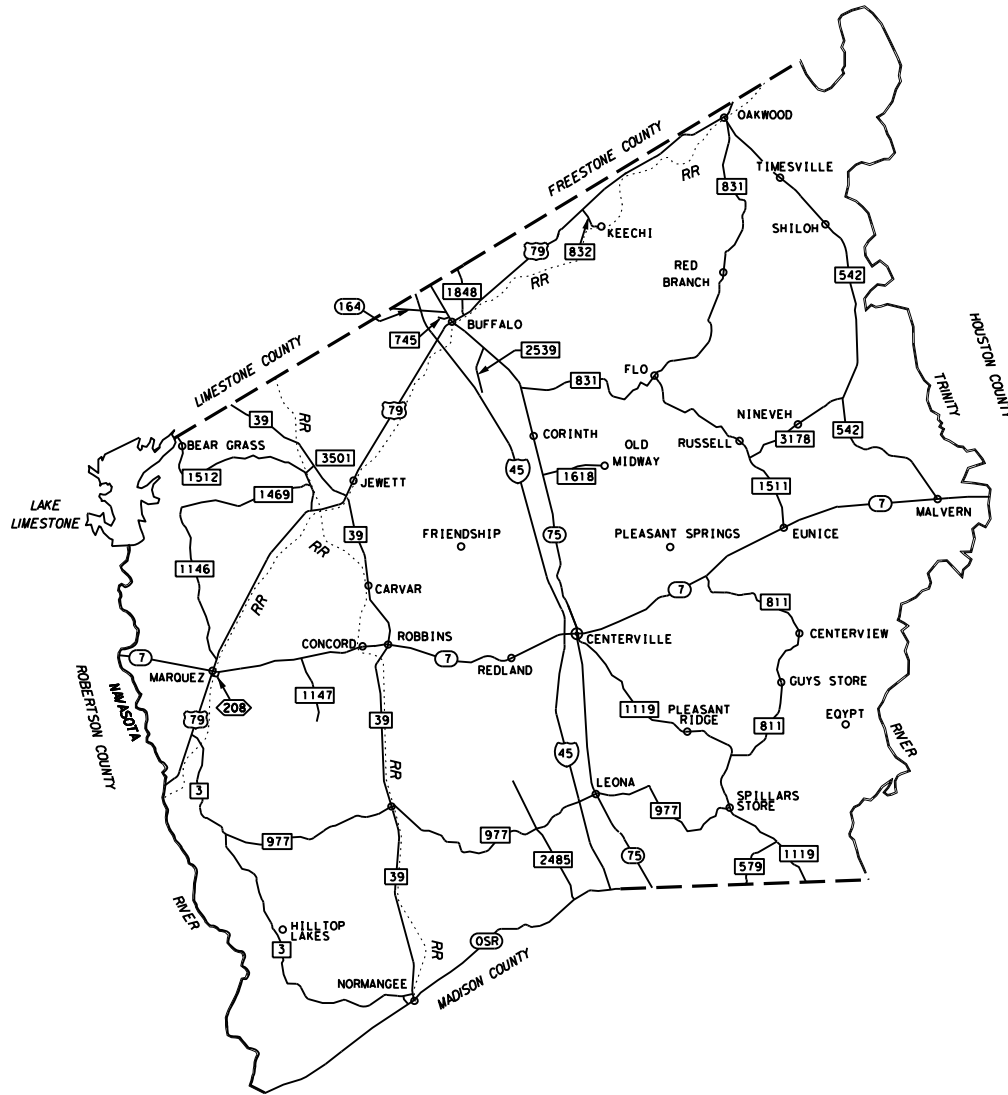 OAKWOOD
FREESTONE COUNTY
TIMESVILLE
RR
831
SHILOH
KEECHI
832
79
RED
BRANCH
542
RR
1848
164
BUFFALO
745
2539
HOUSTON COUNTY
LIMESTONE COUNTY
FLO
831
TRINITY
79
39
RR
NINEVEH
3178
542
CORINTH
OLD
MIDWAY
RUSSELL
BEAR GRASS
3501
1512
45
1618
JEWETT
1469
1511
LAKE
LIMESTONE
7
MALVERN
39
FRIENDSHIP
75
PLEASANT SPRINGS
EUNICE
RR
1146
CARVAR
7
811
RR
CONCORD
ROBBINS
CENTERVILLE
CENTERVIEW
7
MARQUEZ
7
REDLAND
ROBERTSON COUNTY
NAVASOTA
208
1147
GUYS STORE
79
39
1119
PLEASANT
RIDGE
811
EQYPT
RIVER
45
3
RR
LEONA
SPILLARS
STORE
977
977
977
75
2485
579
1119
39
RIVER
HILLTOP
LAKES
3
RR
OSR
NORMANGEE
MADISON COUNTY